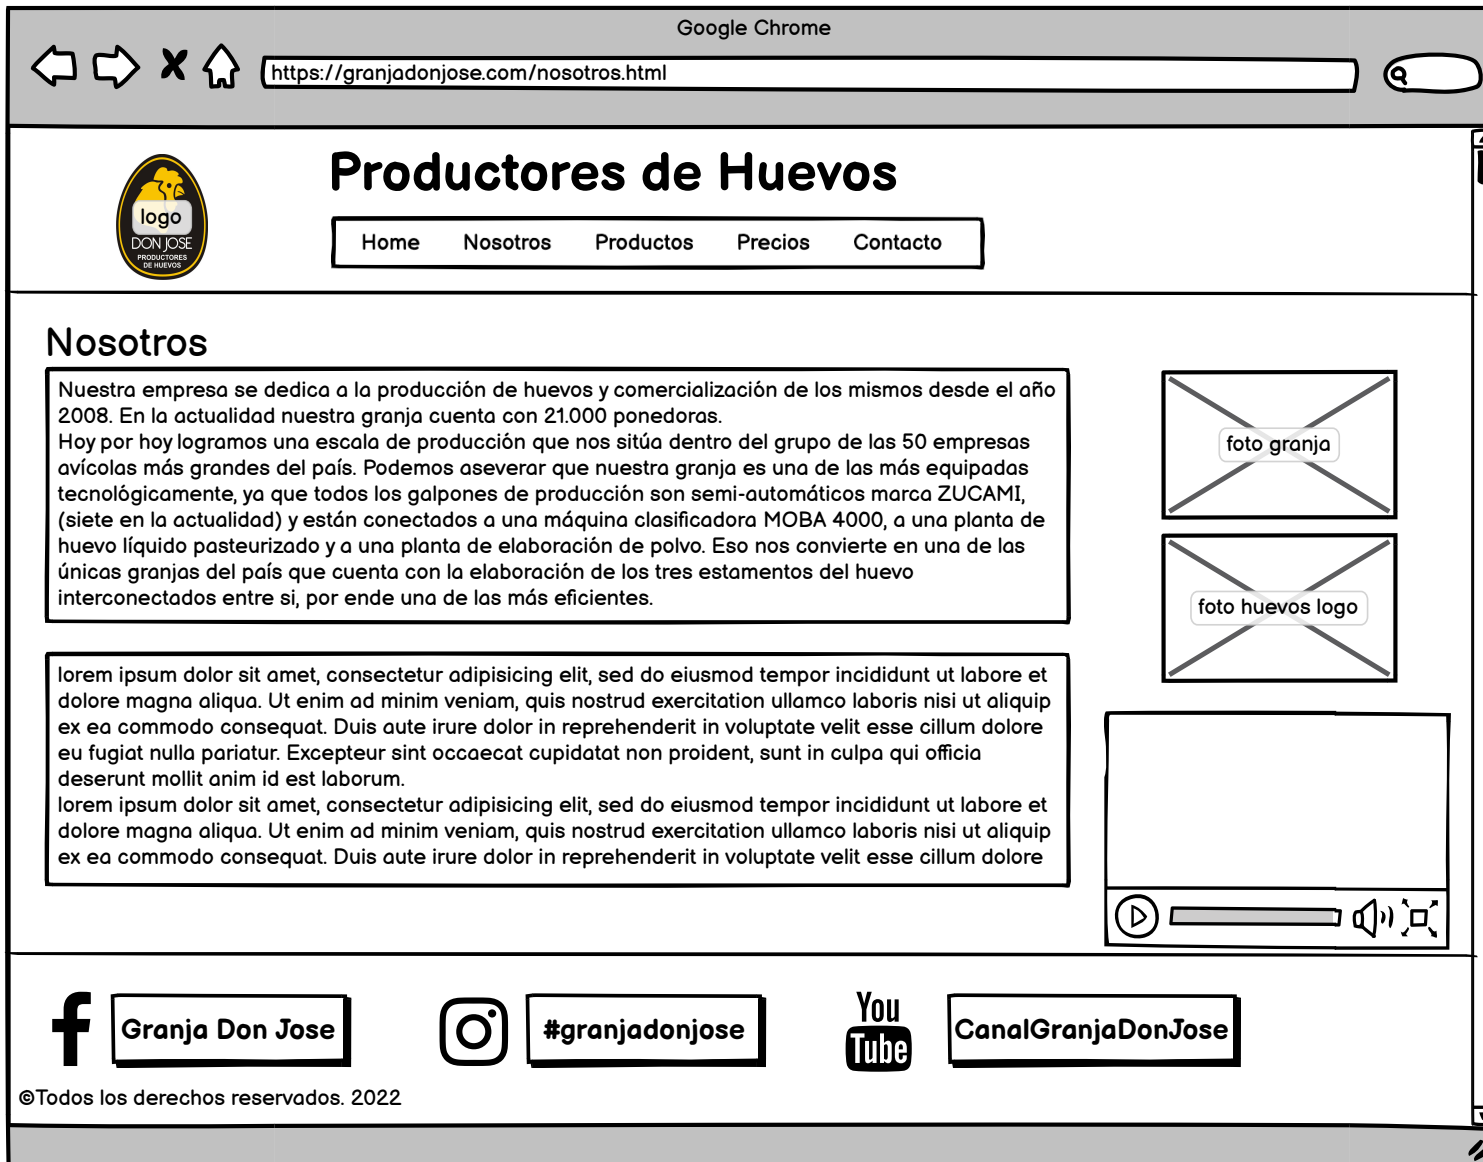 Google Chrome
https://granjadonjose.com/nosotros.html
logo
DON JOSE
PRODUCTORES
DE HUEVOS
Productores de Huevos
Home Nosotros Productos Precios Contacto
Nosotros
Nuestra empresa se dedica a la producción de huevos y comercialización de los mismos desde el año
2008. En la actualidad nuestra granja cuenta con 21.000 ponedoras.
Hoy por hoy logramos una escala de producción que nos sitúa dentro del grupo de las 50 empresas
avícolas más grandes del país. Podemos aseverar que nuestra granja es una de las más equipadas
tecnológicamente, ya que todos los galpones de producción son semi-automáticos marca ZUCAMI,
(siete en la actualidad) y están conectados a una máquina clasificadora MOBA 4000, a una planta de
huevo líquido pasteurizado y a una planta de elaboración de polvo. Eso nos convierte en una de las
únicas granjas del país que cuenta con la elaboración de los tres estamentos del huevo
interconectados entre si, por ende una de las más eficientes.
foto granja
foto huevos logo
lorem ipsum dolor sit amet, consectetur adipisicing elit, sed do eiusmod tempor incididunt ut labore et
dolore magna aliqua. Ut enim ad minim veniam, quis nostrud exercitation ullamco laboris nisi ut aliquip
ex ea commodo consequat. Duis aute irure dolor in reprehenderit in voluptate velit esse cillum dolore
eu fugiat nulla pariatur. Excepteur sint occaecat cupidatat non proident, sunt in culpa qui officia
deserunt mollit anim id est laborum.
lorem ipsum dolor sit amet, consectetur adipisicing elit, sed do eiusmod tempor incididunt ut labore et
dolore magna aliqua. Ut enim ad minim veniam, quis nostrud exercitation ullamco laboris nisi ut aliquip
ex ea commodo consequat. Duis aute irure dolor in reprehenderit in voluptate velit esse cillum dolore
Granja Don Jose
#granjadonjose
You
Tube
CanalGranjaDonJose
©Todos los derechos reservados. 2022